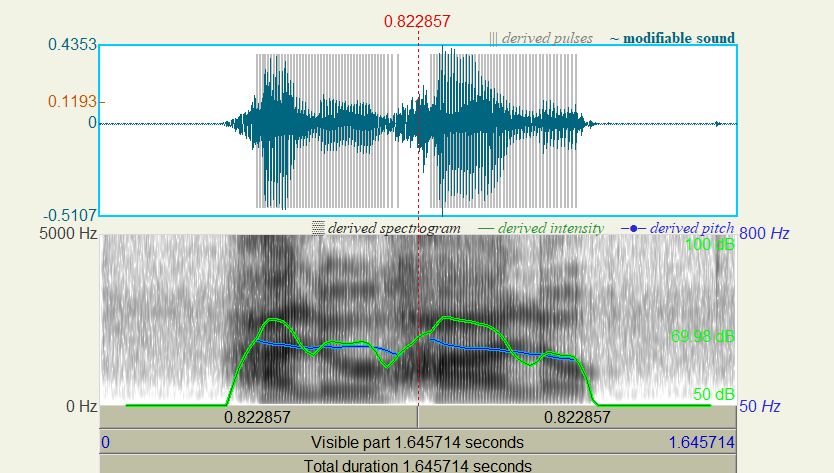 0.822857
||| derived pulses ~ modifiable sound
0.4353
0.1193
0
-0.5107
derived spectrogram — derived intensity –●– derived pitch
5000 Hz 100 dB 800 Hz
69.98 dB
0 Hz 50 dB 50 Hz
0.822857 0.822857
0 Visible part 1.645714 seconds 1.645714
Total duration 1.645714 seconds